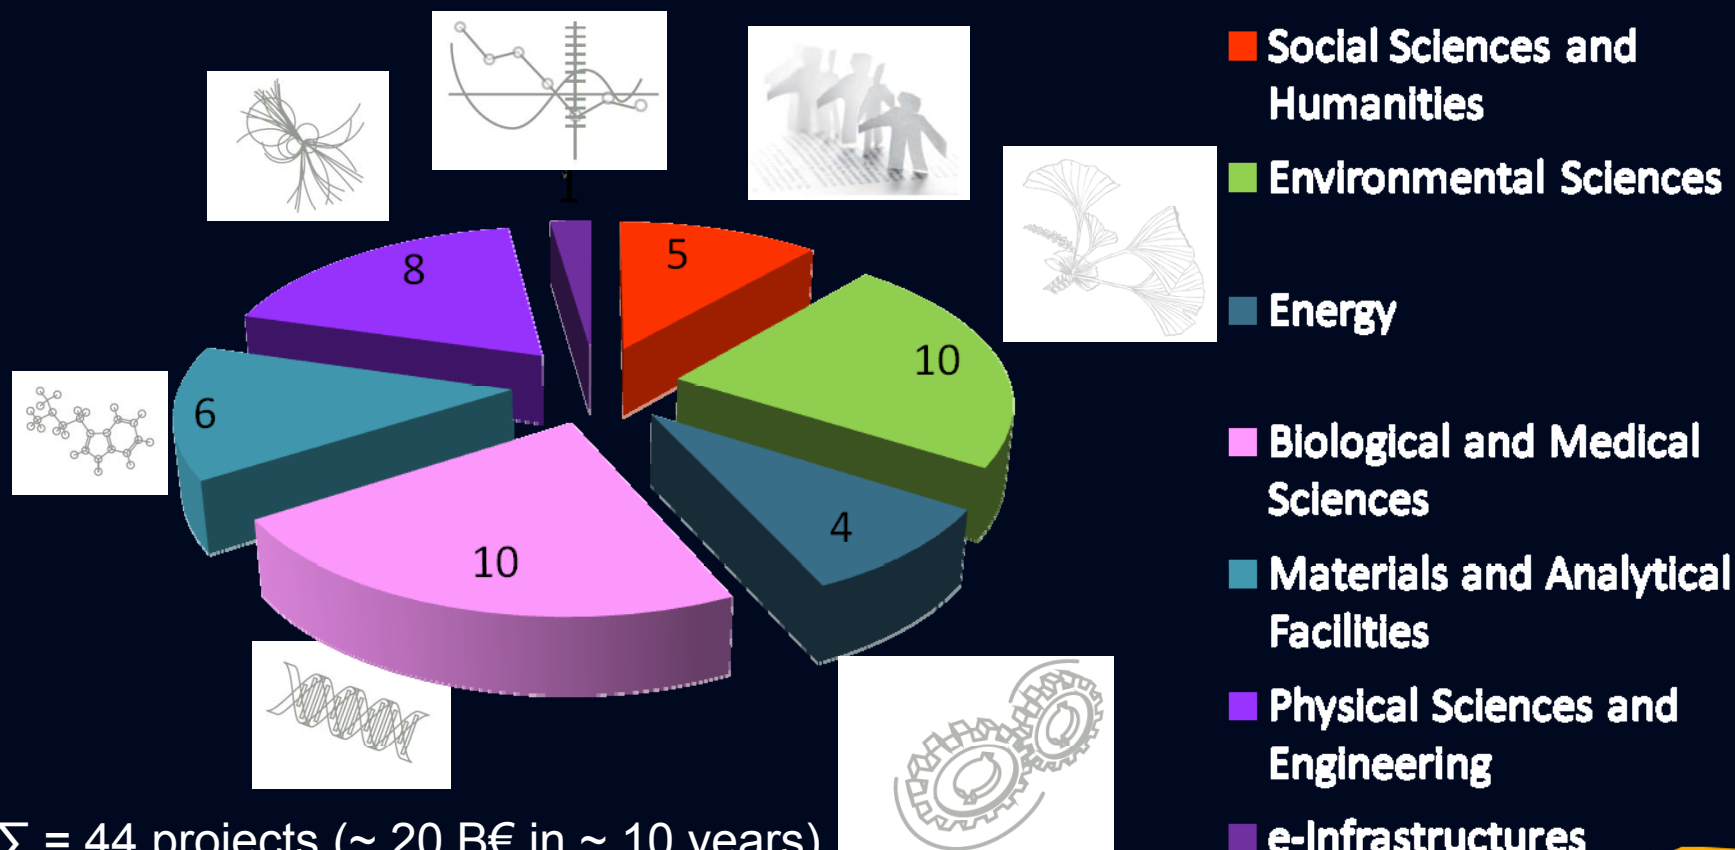 1
5
8
10
6
4
10
Social Sciences and
Humanities
Environmental Sciences
Energy
Biological and Medical
Sciences
Materials and Analytical
Facilities
Physical Sciences and
Engineering
e-Infrastructures
Σ = 44 projects (~ 20 B€ in ~ 10 years)